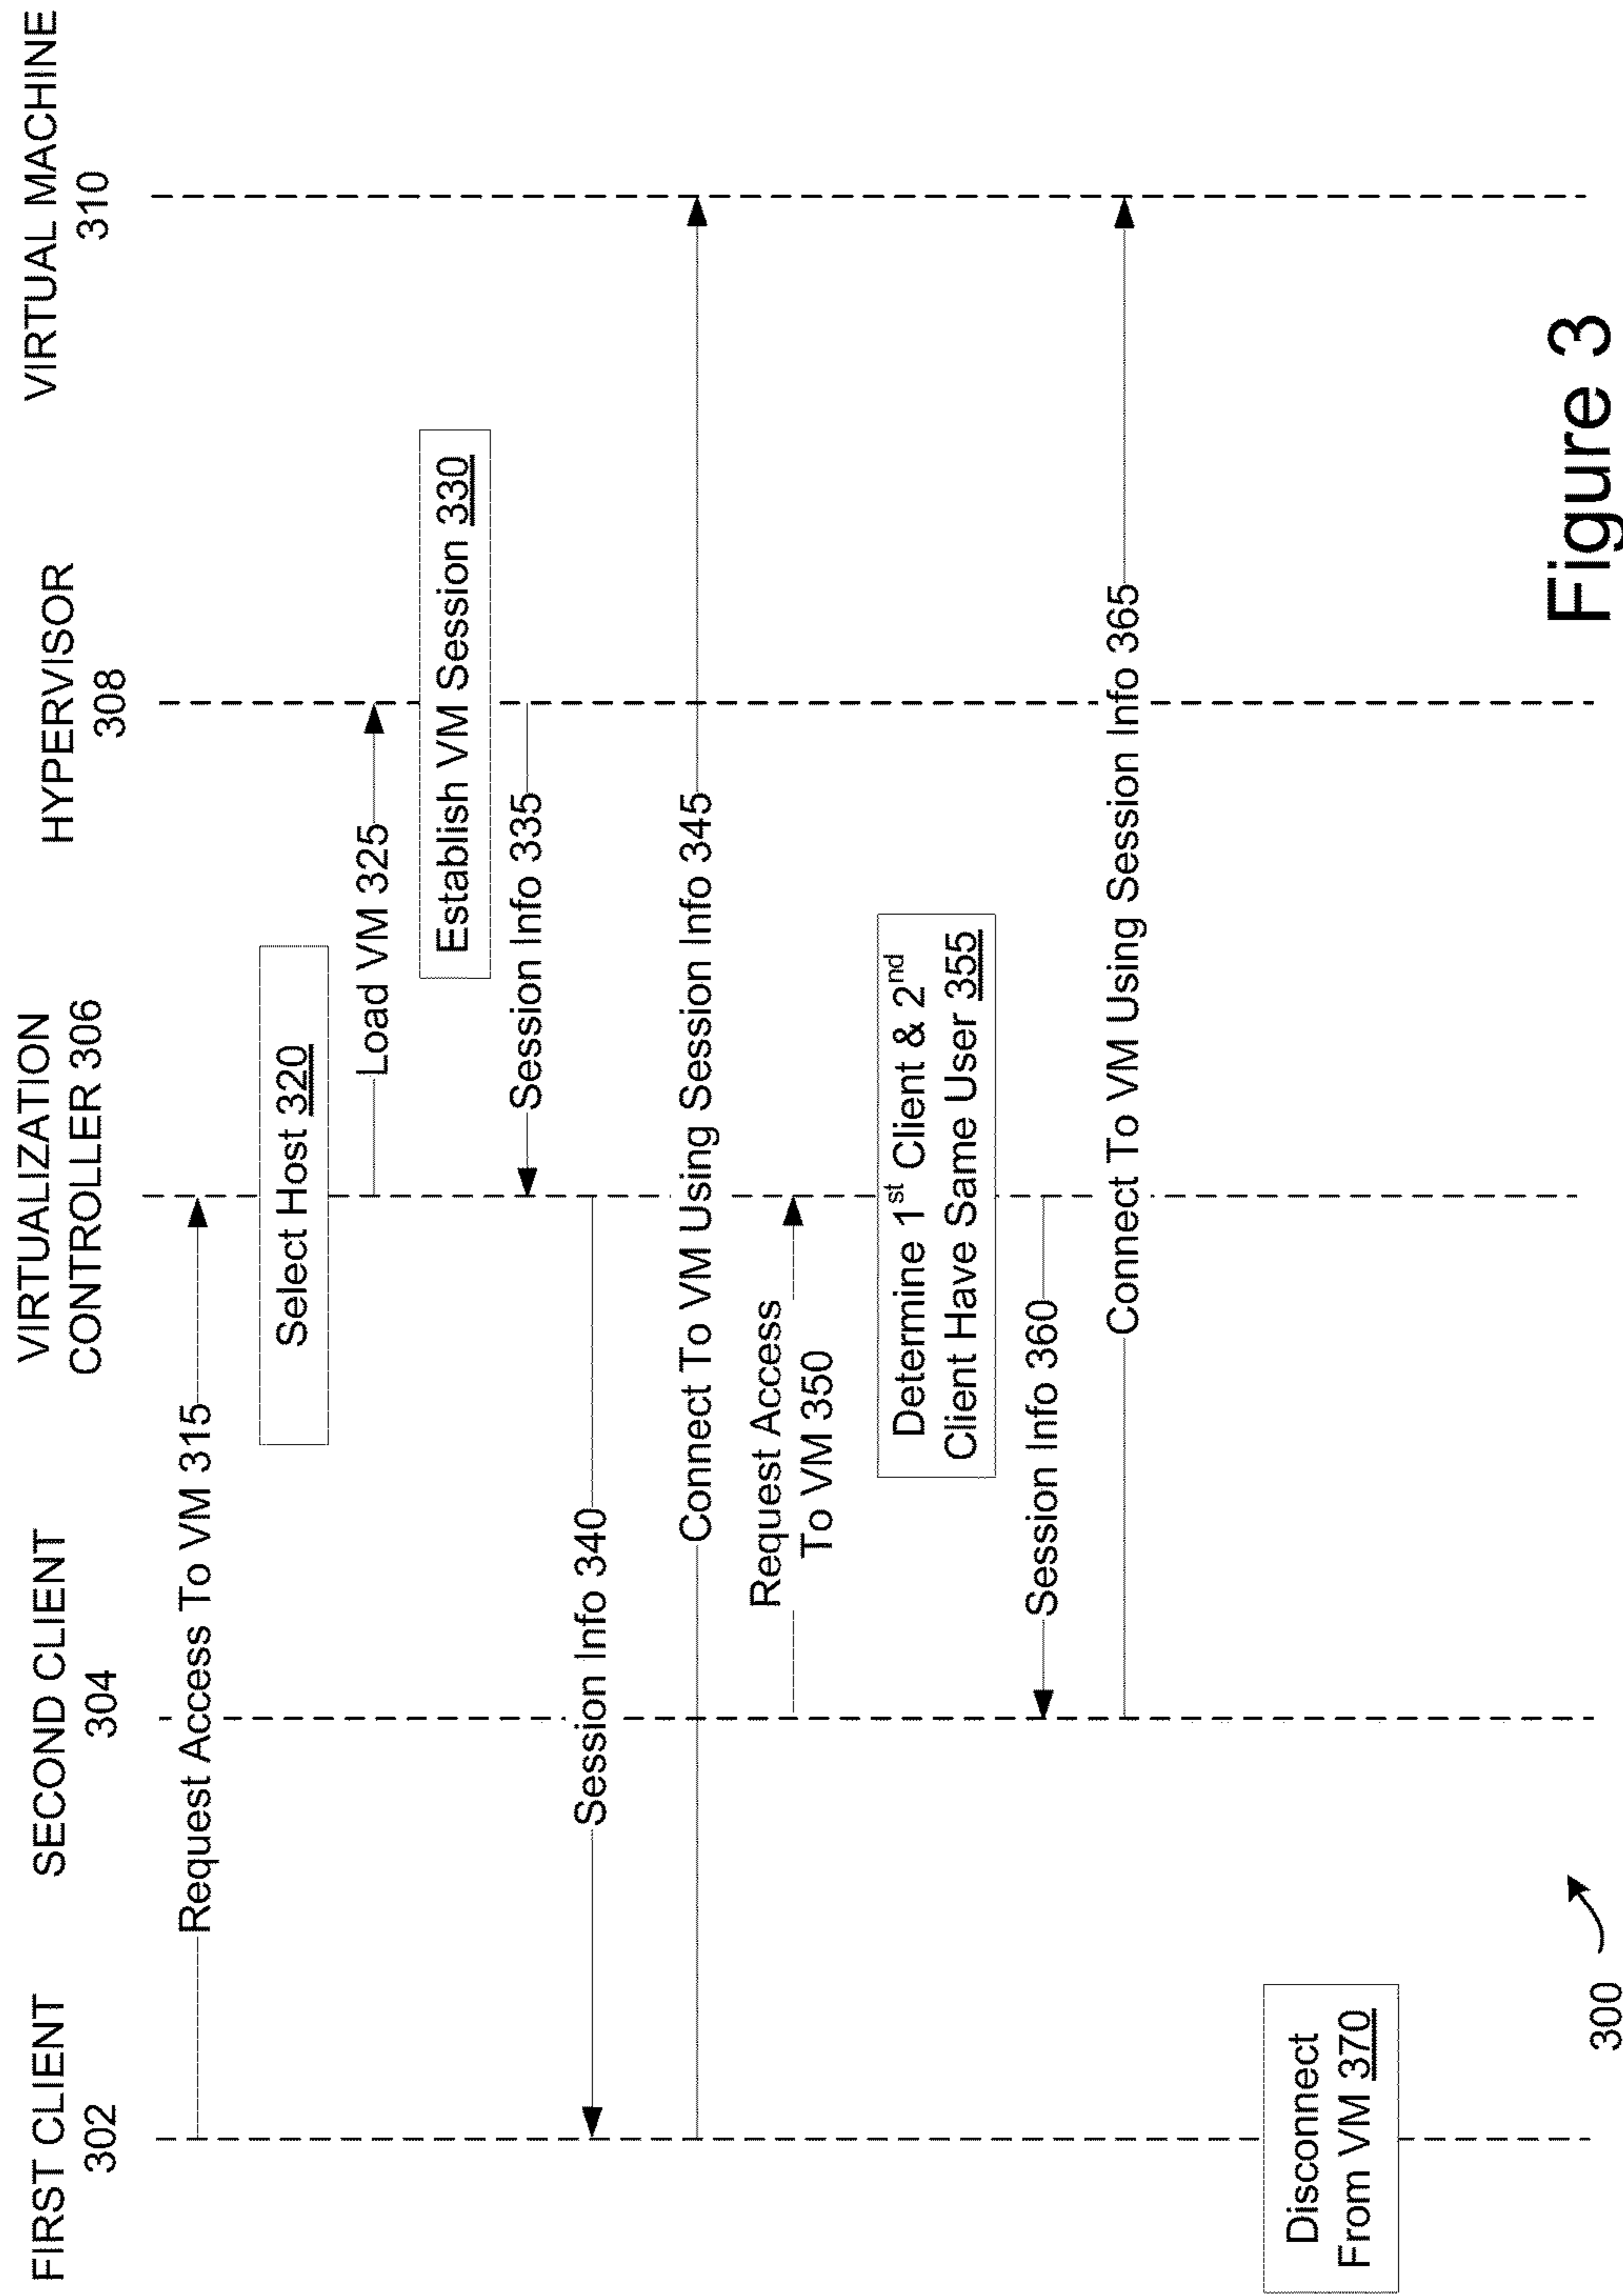 FIRST CLIENT
302
SECOND CLIENT
304
VIRTUALIZATION
CONTROLLER 306
HYPERVISOR
308
VIRTUAL MACHINE
310
Request Access To VM 315
Select Host 320
Load VM 325
Establish VM Session 330
Session Info 335
Session Info 340
Connect To VM Using Session Info 345
Request Access
To VM 350
Determine 1st Client & 2nd
Client Have Same User 355
Session Info 360
Connect To VM Using Session Info 365
Disconnect
From VM 370
300
Figure 3